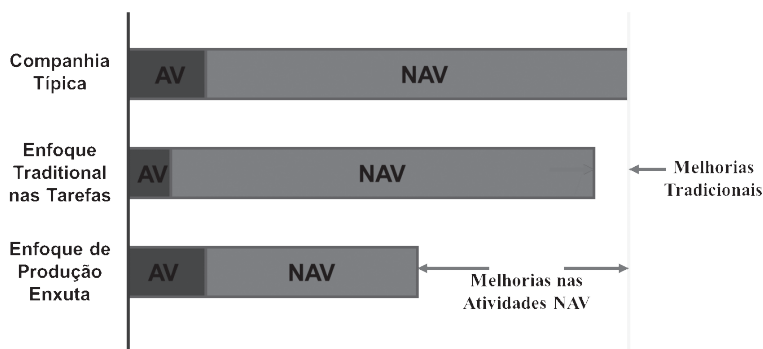 Companhia
Típica
AV
NAV
Enfoque
Traditional
nas Tarefas
AV
NAV
Melhorias
Tradicionais
Enfoque de
Produção
Enxuta
AV
NAV
Melhorias nas
Atividades NAV